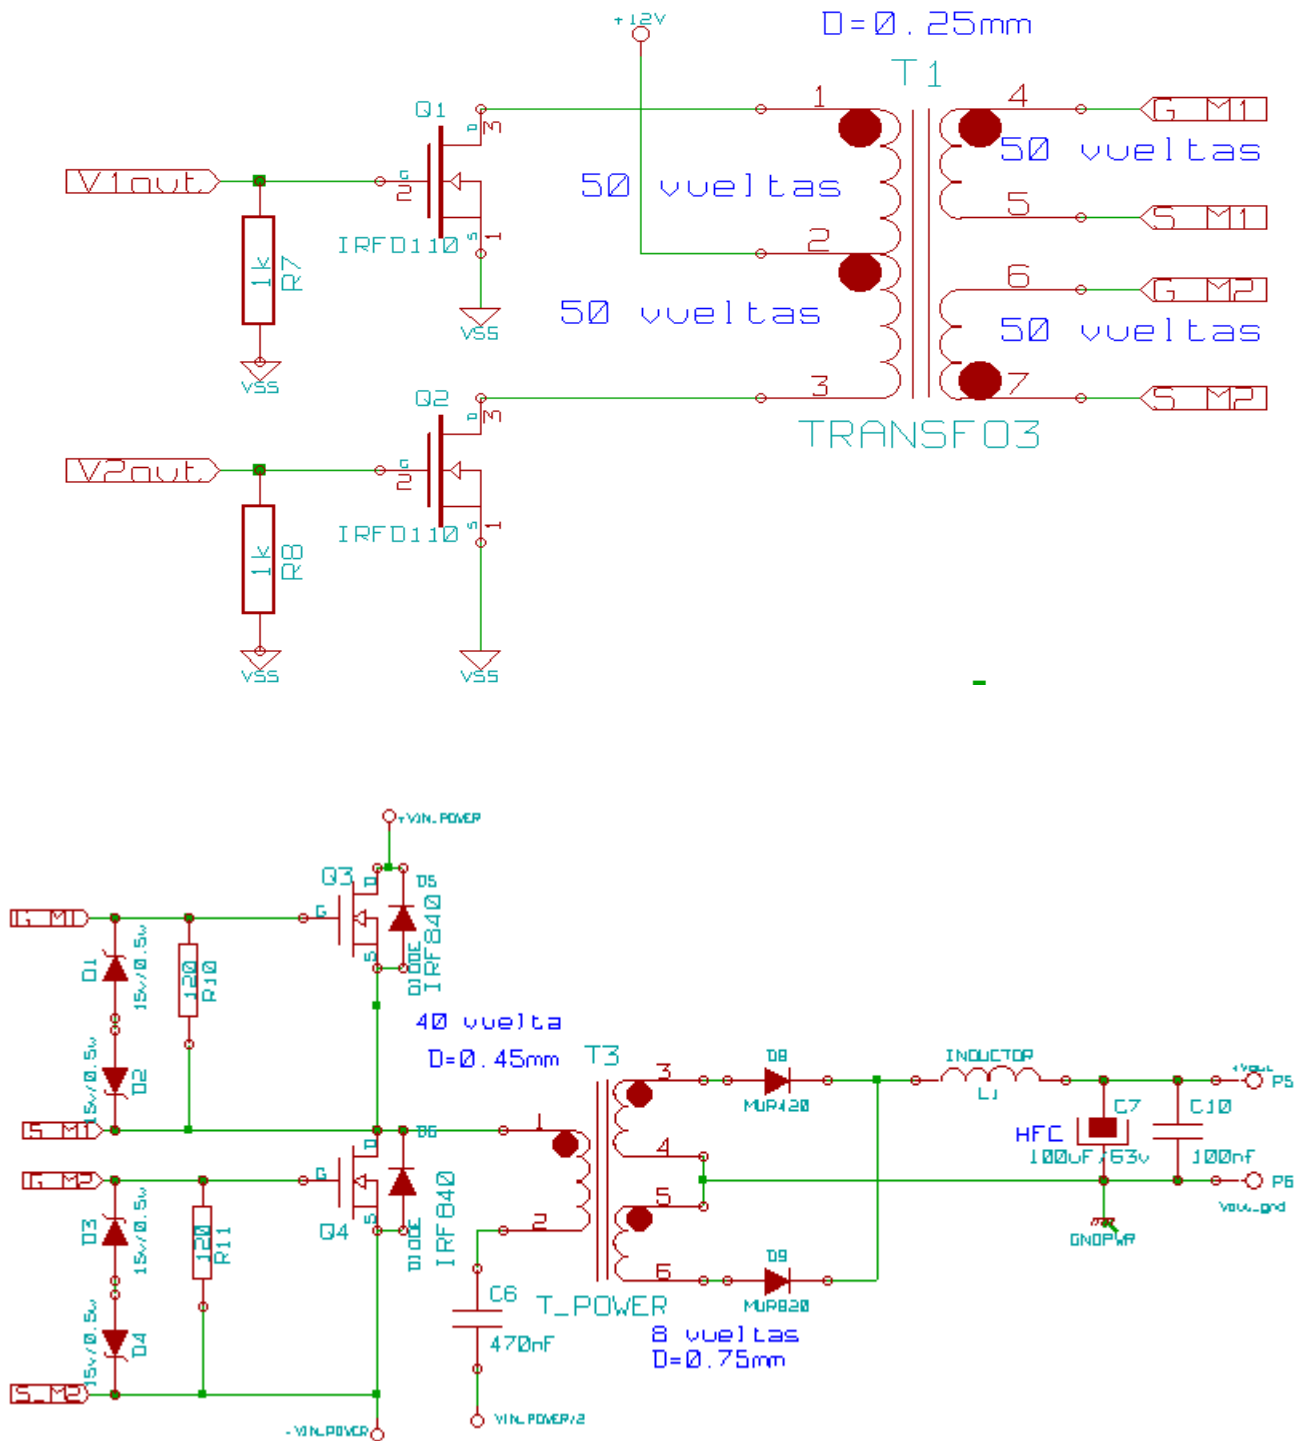 +12V
D=0.25mm
T1
Q1
D
3
1
4
G_M1
50 vueltas
V1out
G
2
50 vueltas
5
S_M1
S
1
IRFD110
2
1k
R7
6
G_M2
50 vueltas
VSS
50 vueltas
VSS
Q2
D
3
3
7
S_M2
TRANSFO3
V2out
G
2
S
1
IRFD110
1k
R8
VSS
VSS
+VIN_POWER
Q3
D
D5
G_M1
G
D1
15v/0.5w
120
R10
S
DIODE
IRF840
40 vuelta
D=0.45mm
T3
D2
15v/0.5w
3
D8
MUR420
INDUCTOR
L1
+Vout
P5
S_M1
D
D6
1
4
HFC
C7
100uF/63v
C10
100nF
G_M2
G
D3
15v/0.5w
120
R11
Q4
S
DIODE
IRF840
2
5
P6
Vout_gnd
GNDPWR
6
D9
MUR820
C6
470nF
T_POWER
8 vueltas
D=0.75mm
D4
15v/0.5w
S_M2
-VIN_POWER
VIN_POWER/2